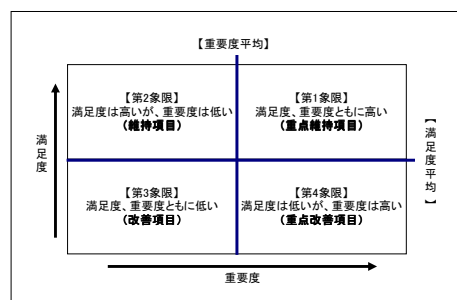 【重要度平均】
【第2象限】
満足度は高いが、重要度は低い
(維持項目)
【第1象限】
満足度、重要度ともに高い
(重点維持項目)
満足度
【満足度平均】
【第3象限】
満足度、重要度ともに低い
(改善項目)
【第4象限】
満足度は低いが、重要度は高い
(重点改善項目)
重要度